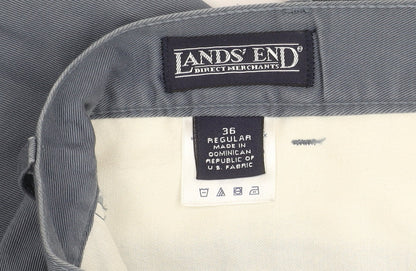 LANDS' END®
DIRECT MERCHANTS
36
REGULAR
MADE IN
DOMINICAN
REPUBLIC OF
U.S. FABRIC